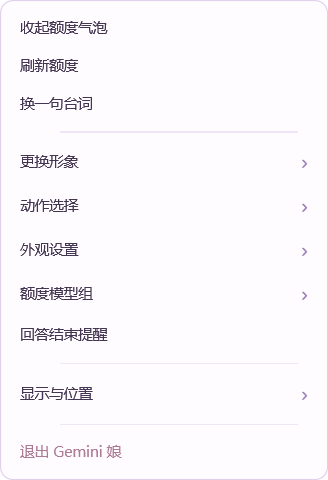 收起额度气泡
刷新额度
换一句台词
更换形象
动作选择
外观设置
额度模型组
回答结束提醒
显示与位置
退出 Gemini 娘